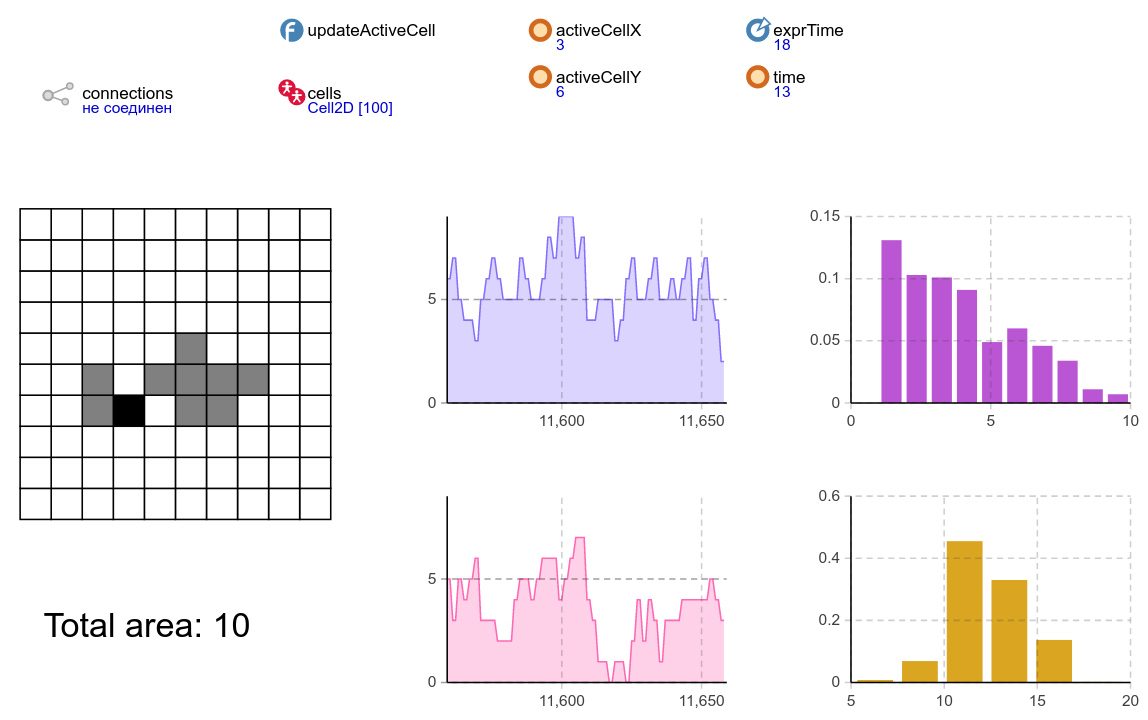 updateActiveCell
activeCellX
3
exprTime
18
activeCellY
6
time
13
connections
не соединен
cells
Cell2D [100]
5
0
11,600
11,650
0.15
0.1
0.05
0
0
5
10
5
0
11,600
11,650
0.6
0.4
0.2
0
5
10
15
20
Total area: 10